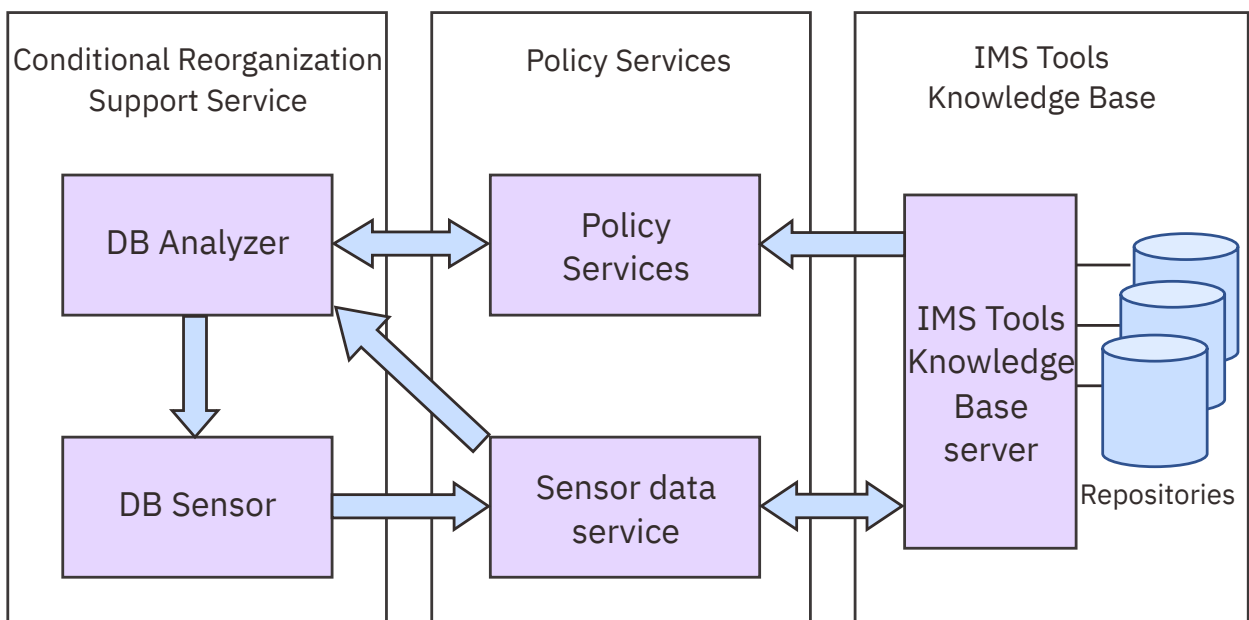 Conditional Reorganization
Support Service
Policy Services
IMS Tools
Knowledge Base
DB Analyzer
Policy
Services
IMS Tools
Knowledge
Base
server
DB Sensor
Sensor data
service
Repositories